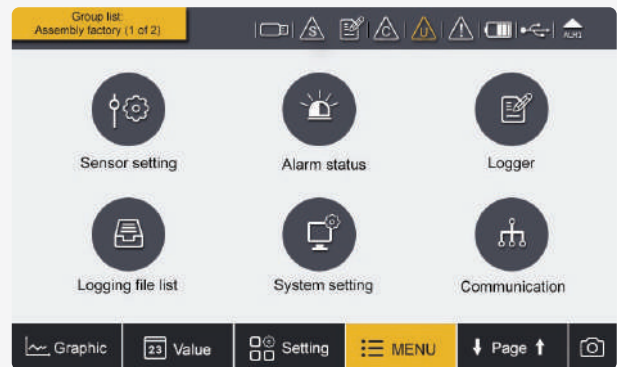 Group list:
Assembly factory (1 of 2)
S
C
U
!
ALM1
Sensor setting
Alarm status
Logger
Logging file list
System setting
Communication
Graphic
23 Value
Setting
MENU
Page